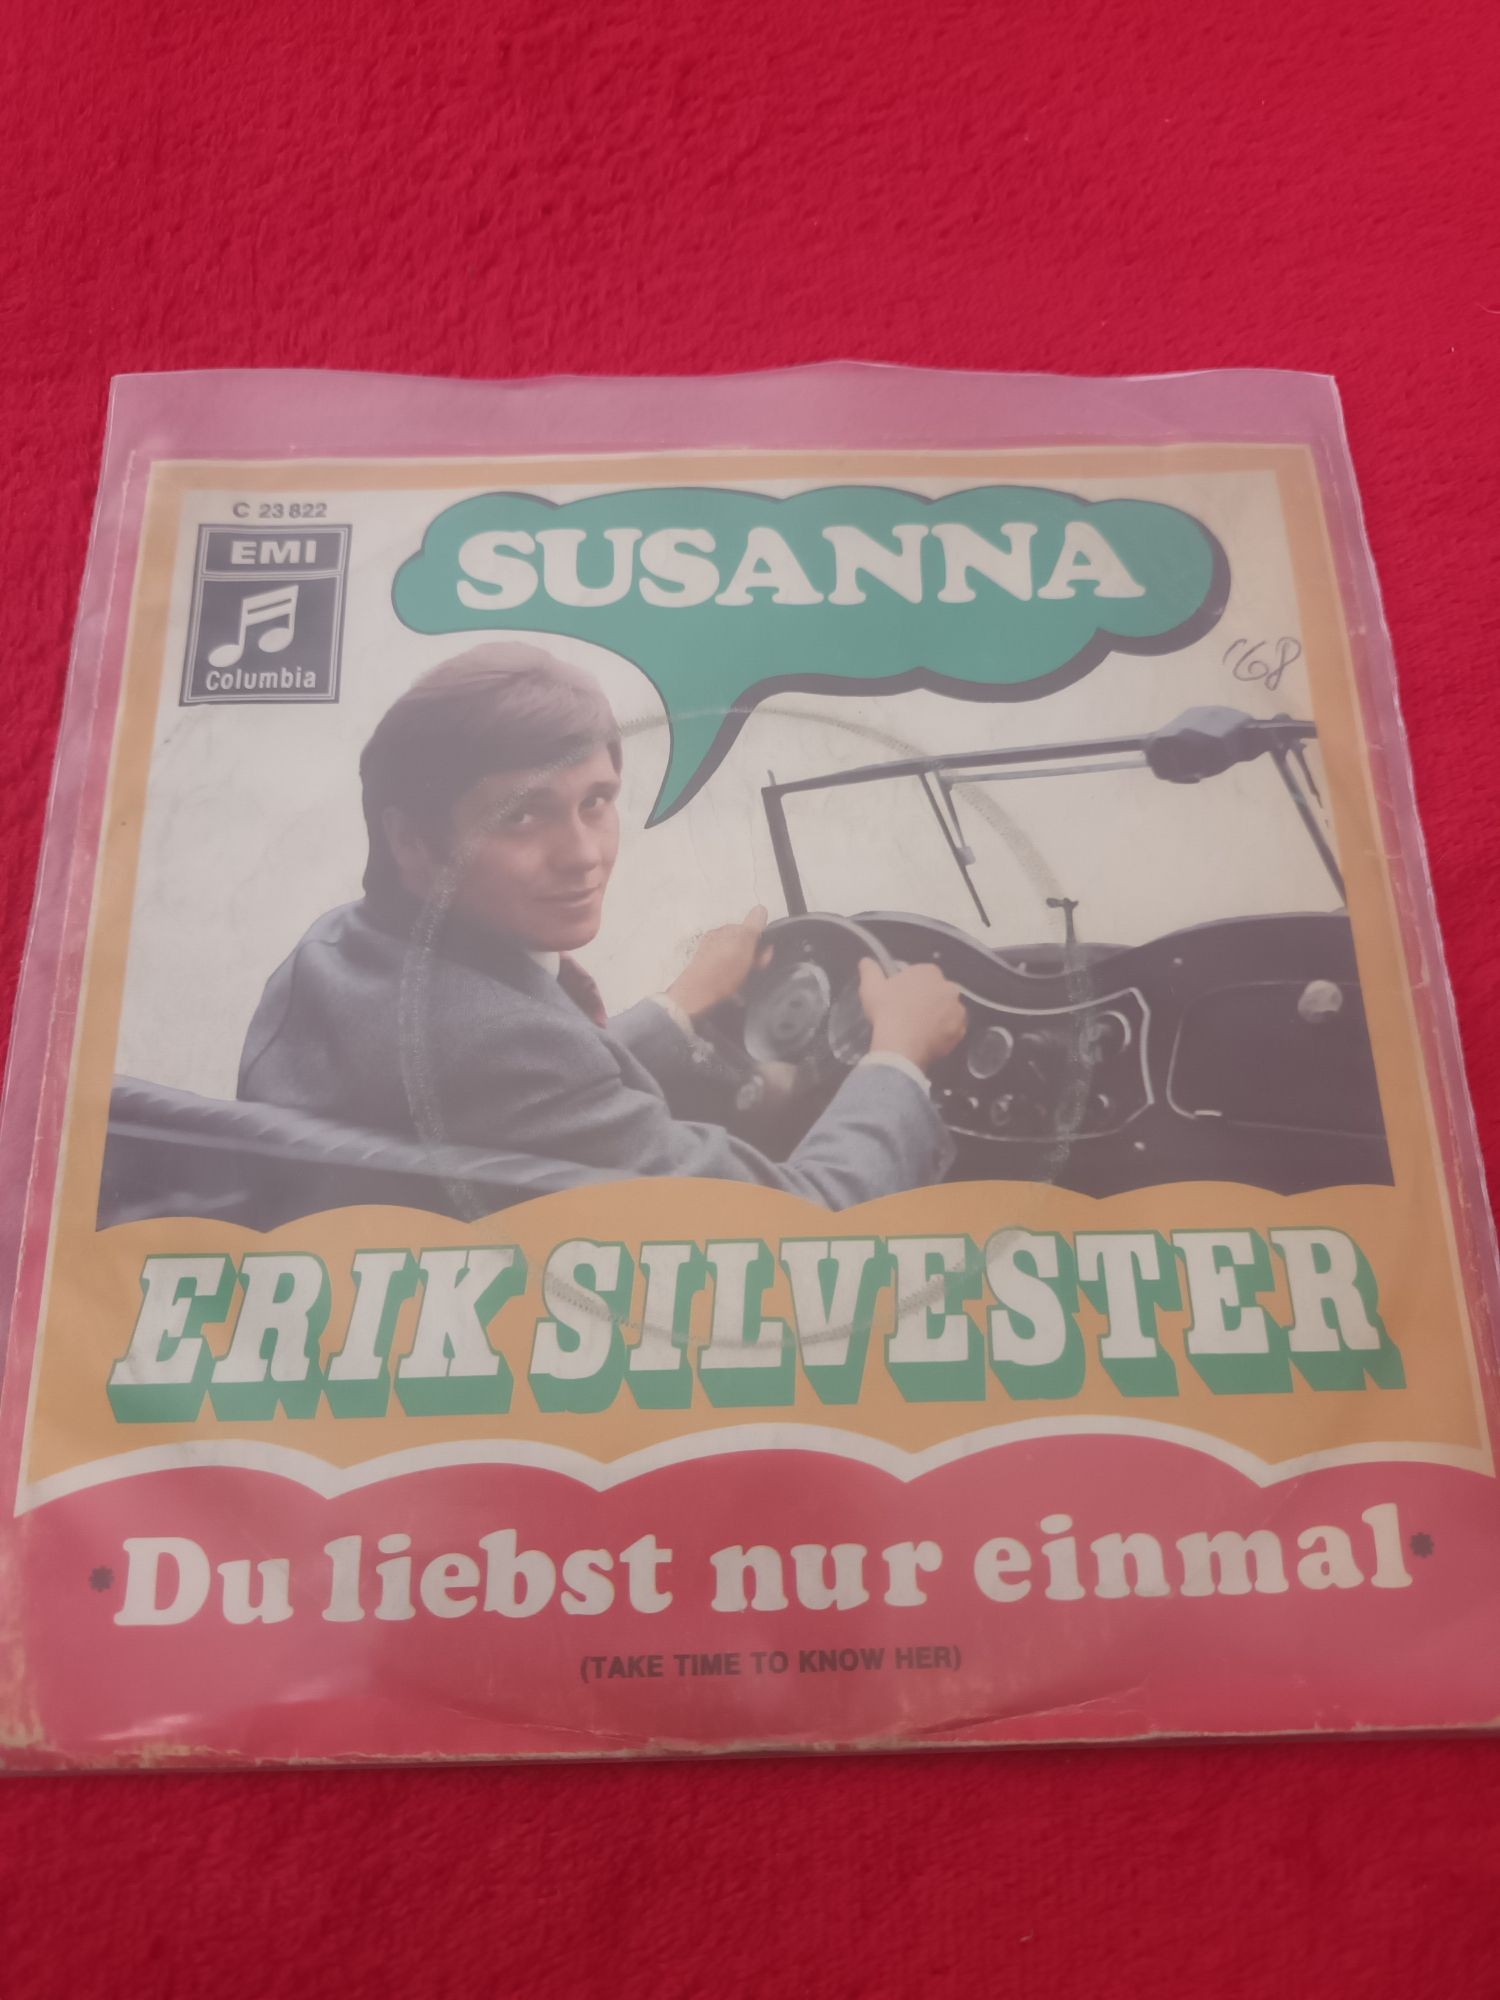 C 23 822
EMI
Columbia
SUSANNA
'68
ERIK SILVESTER
*Du liebst nur einmal*
(TAKE TIME TO KNOW HER)